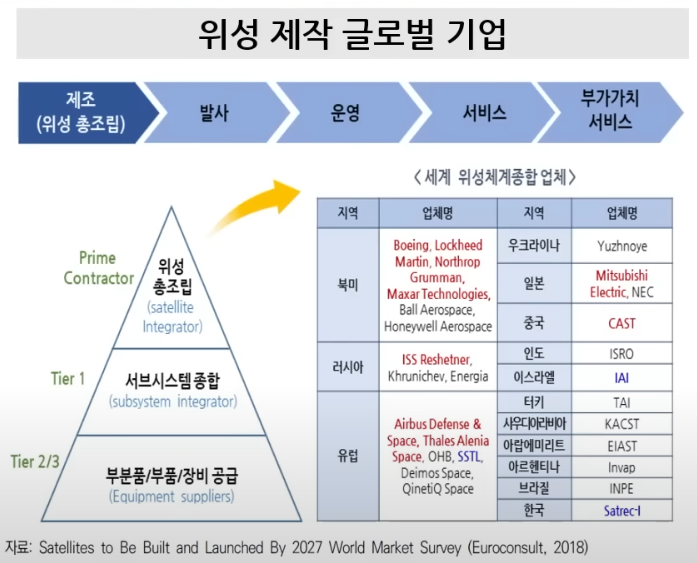 위성 제작 글로벌 기업
제조
(위성 총조립)
발사
운영
서비스
부가가치
서비스
〈세계 위성체계종합 업체〉
Prime
Contractor
위성
총조립
(satellite
Integrator)
Tier 1
서브시스템 종합
(subsystem integrator)
Tier 2/3
부분품/부품/장비 공급
(Equipment suppliers)
지역
업체명
지역
업체명
북미
Boeing, Lockheed
Martin, Northrop
Grumman,
Maxar Technologies,
Ball Aerospace,
Honeywell Aerospace
러시아
ISS Reshetner,
Khrunichev, Energia
유럽
Airbus Defense &
Space, Thales Alenia
Space, OHB, SSTL,
Deimos Space,
QinetiQ Space
우크라이나
Yuzhnoye
일본
Mitsubishi
Electric, NEC
중국
CAST
인도
ISRO
이스라엘
IAI
터키
TAI
사우디아라비아
KACST
아랍에미리트
EIAST
아르헨티나
Invap
브라질
INPE
한국
Satrec-I
자료: Satellites to Be Built and Launched By 2027 World Market Survey (Euroconsult, 2018)